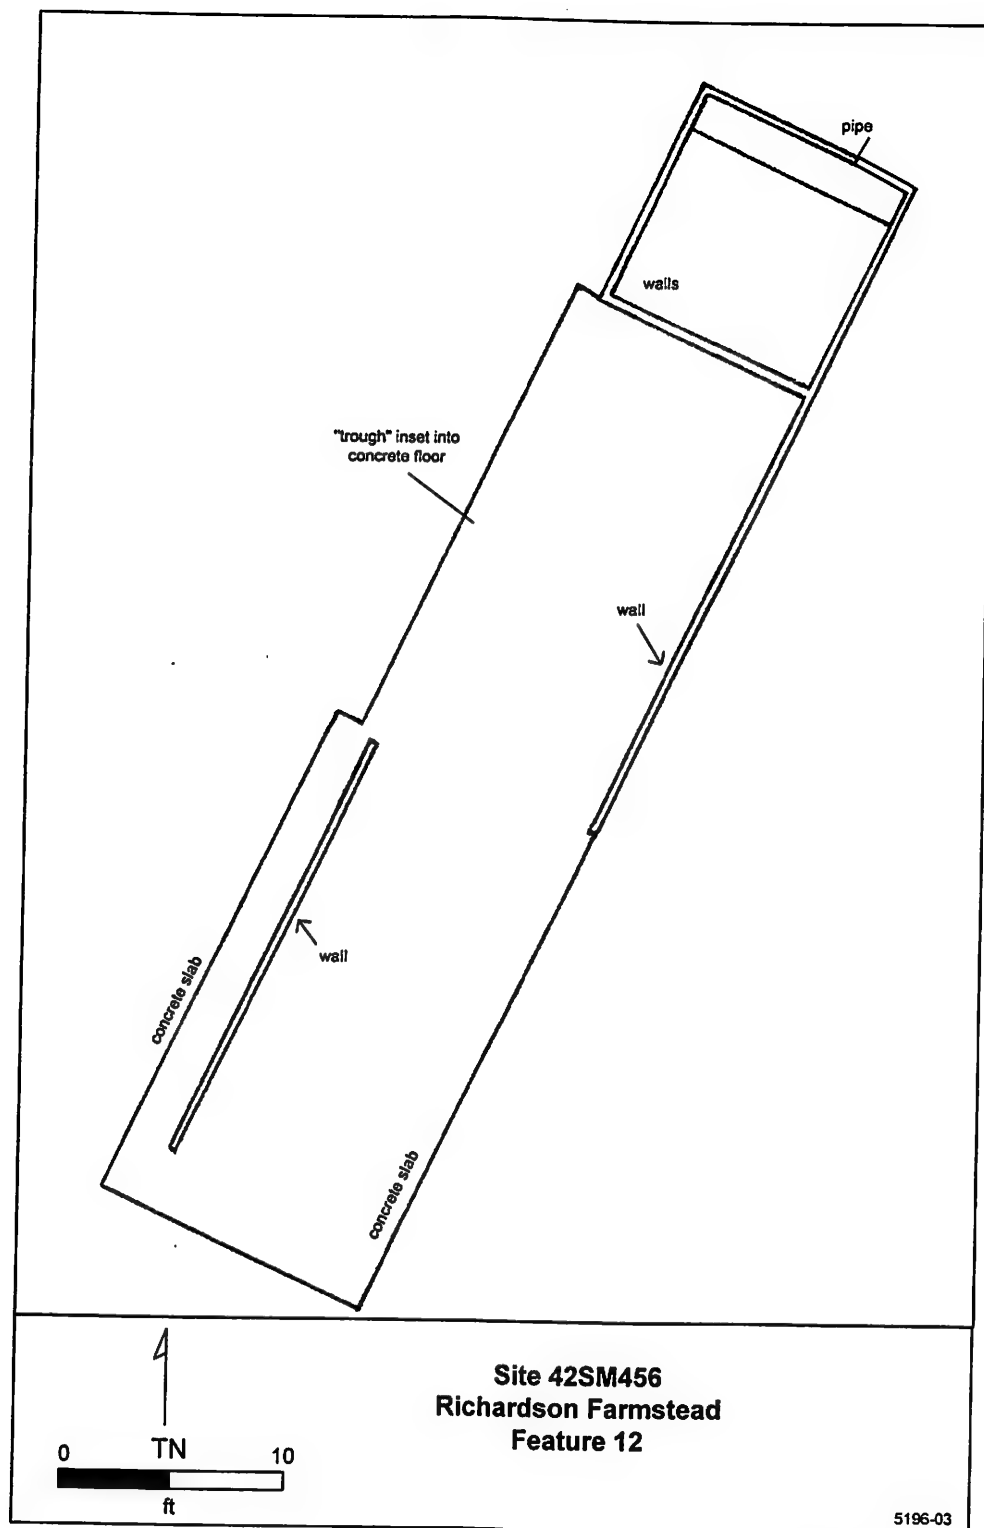 pipe
walls
"trough" inset into
concrete floor
wall
wall
concrete slab
concrete slab
Site 42SM456
Richardson Farmstead
Feature 12
TN
0 10
ft
5196-03